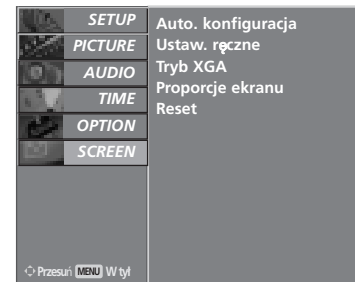 SETUP
PICTURE
AUDIO
TIME
OPTION
SCREEN
Auto. konfiguracja
Ustaw. ręczne
Tryb XGA
Proporcje ekranu
Reset
Przesuń MENU W tył